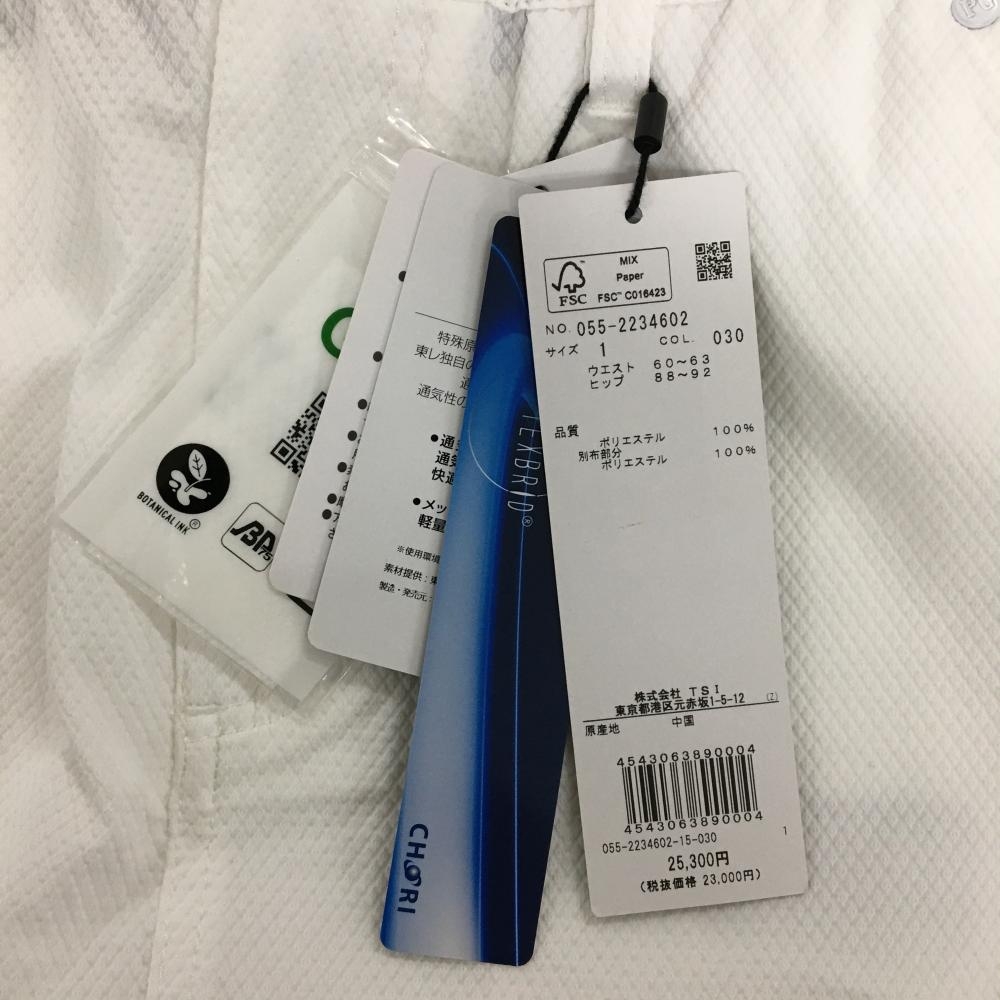 PG
MIX
Paper
FSC
FSC™ C016423
NO. 055-2234602
サイズ 1 COL. 030
ウエスト 60～63
ヒップ 88～92
品質
ポリエステル 100%
別布部分
ポリエステル 100%
株式会社 TSI
東京都港区元赤坂1-5-12 (Z)
原産地 中国
4543063890004
4543063890004
055-2234602-15-030 1
25,300円
(税抜価格 23,000円)
TEXBRID®
CHORI
特殊原
東レ独自の
通気性の
●通
通気
快適
●メッ
軽量
※使用環境
素材提供：東
製造・発売元：
BOTANICAL INK®